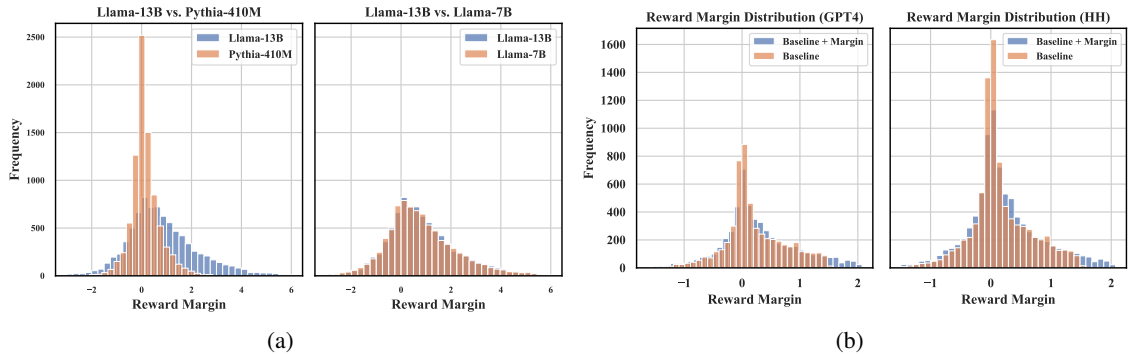 Llama-13B vs. Pythia-410M
Llama-13B
Pythia-410M
Frequency
2500
2000
1500
1000
500
0
−2 0 2 4 6
Reward Margin
Llama-13B vs. Llama-7B
Llama-13B
Llama-7B
−2 0 2 4 6
Reward Margin
(a)
Reward Margin Distribution (GPT4)
Baseline + Margin
Baseline
Frequency
1600
1400
1200
1000
800
600
400
200
0
−1 0 1 2
Reward Margin
Reward Margin Distribution (HH)
Baseline + Margin
Baseline
−1 0 1 2
Reward Margin
(b)